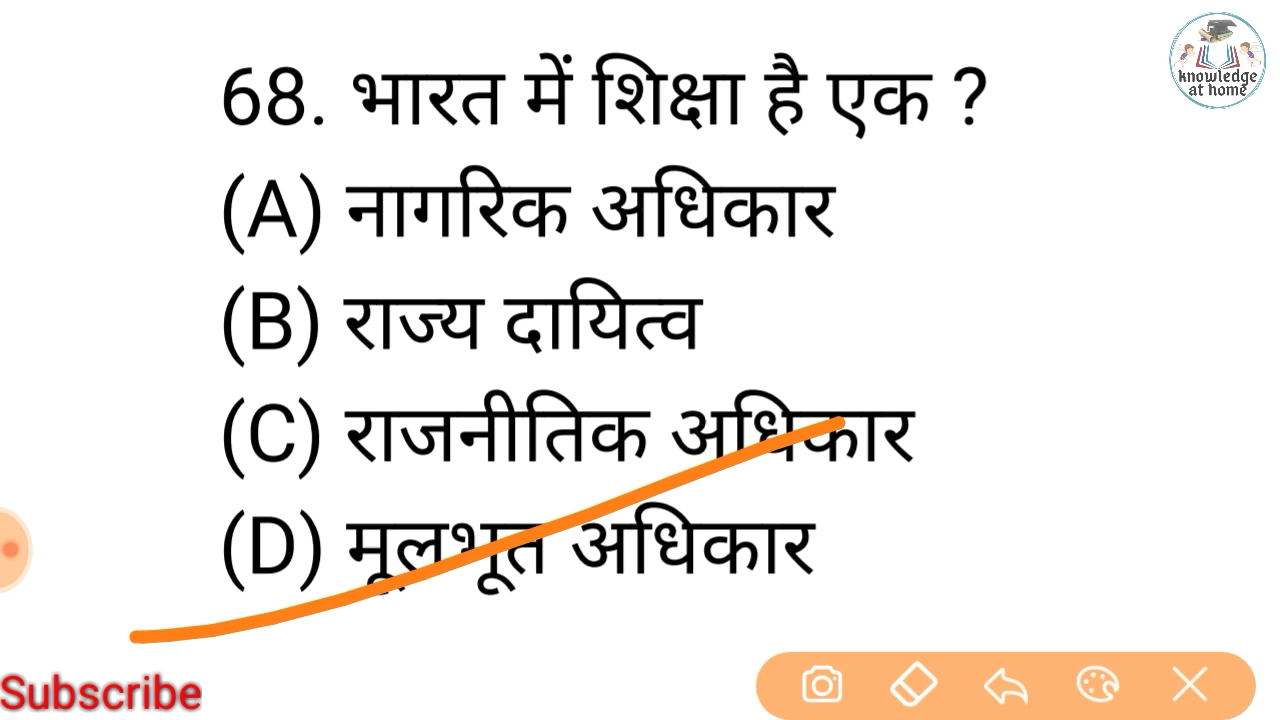 68. भारत में शिक्षा है एक ?
(A) नागरिक अधिकार
(B) राज्य दायित्व
(C) राजनीतिक अधिकार
(D) मूलभूत अधिकार
knowledge
at home
Subscribe